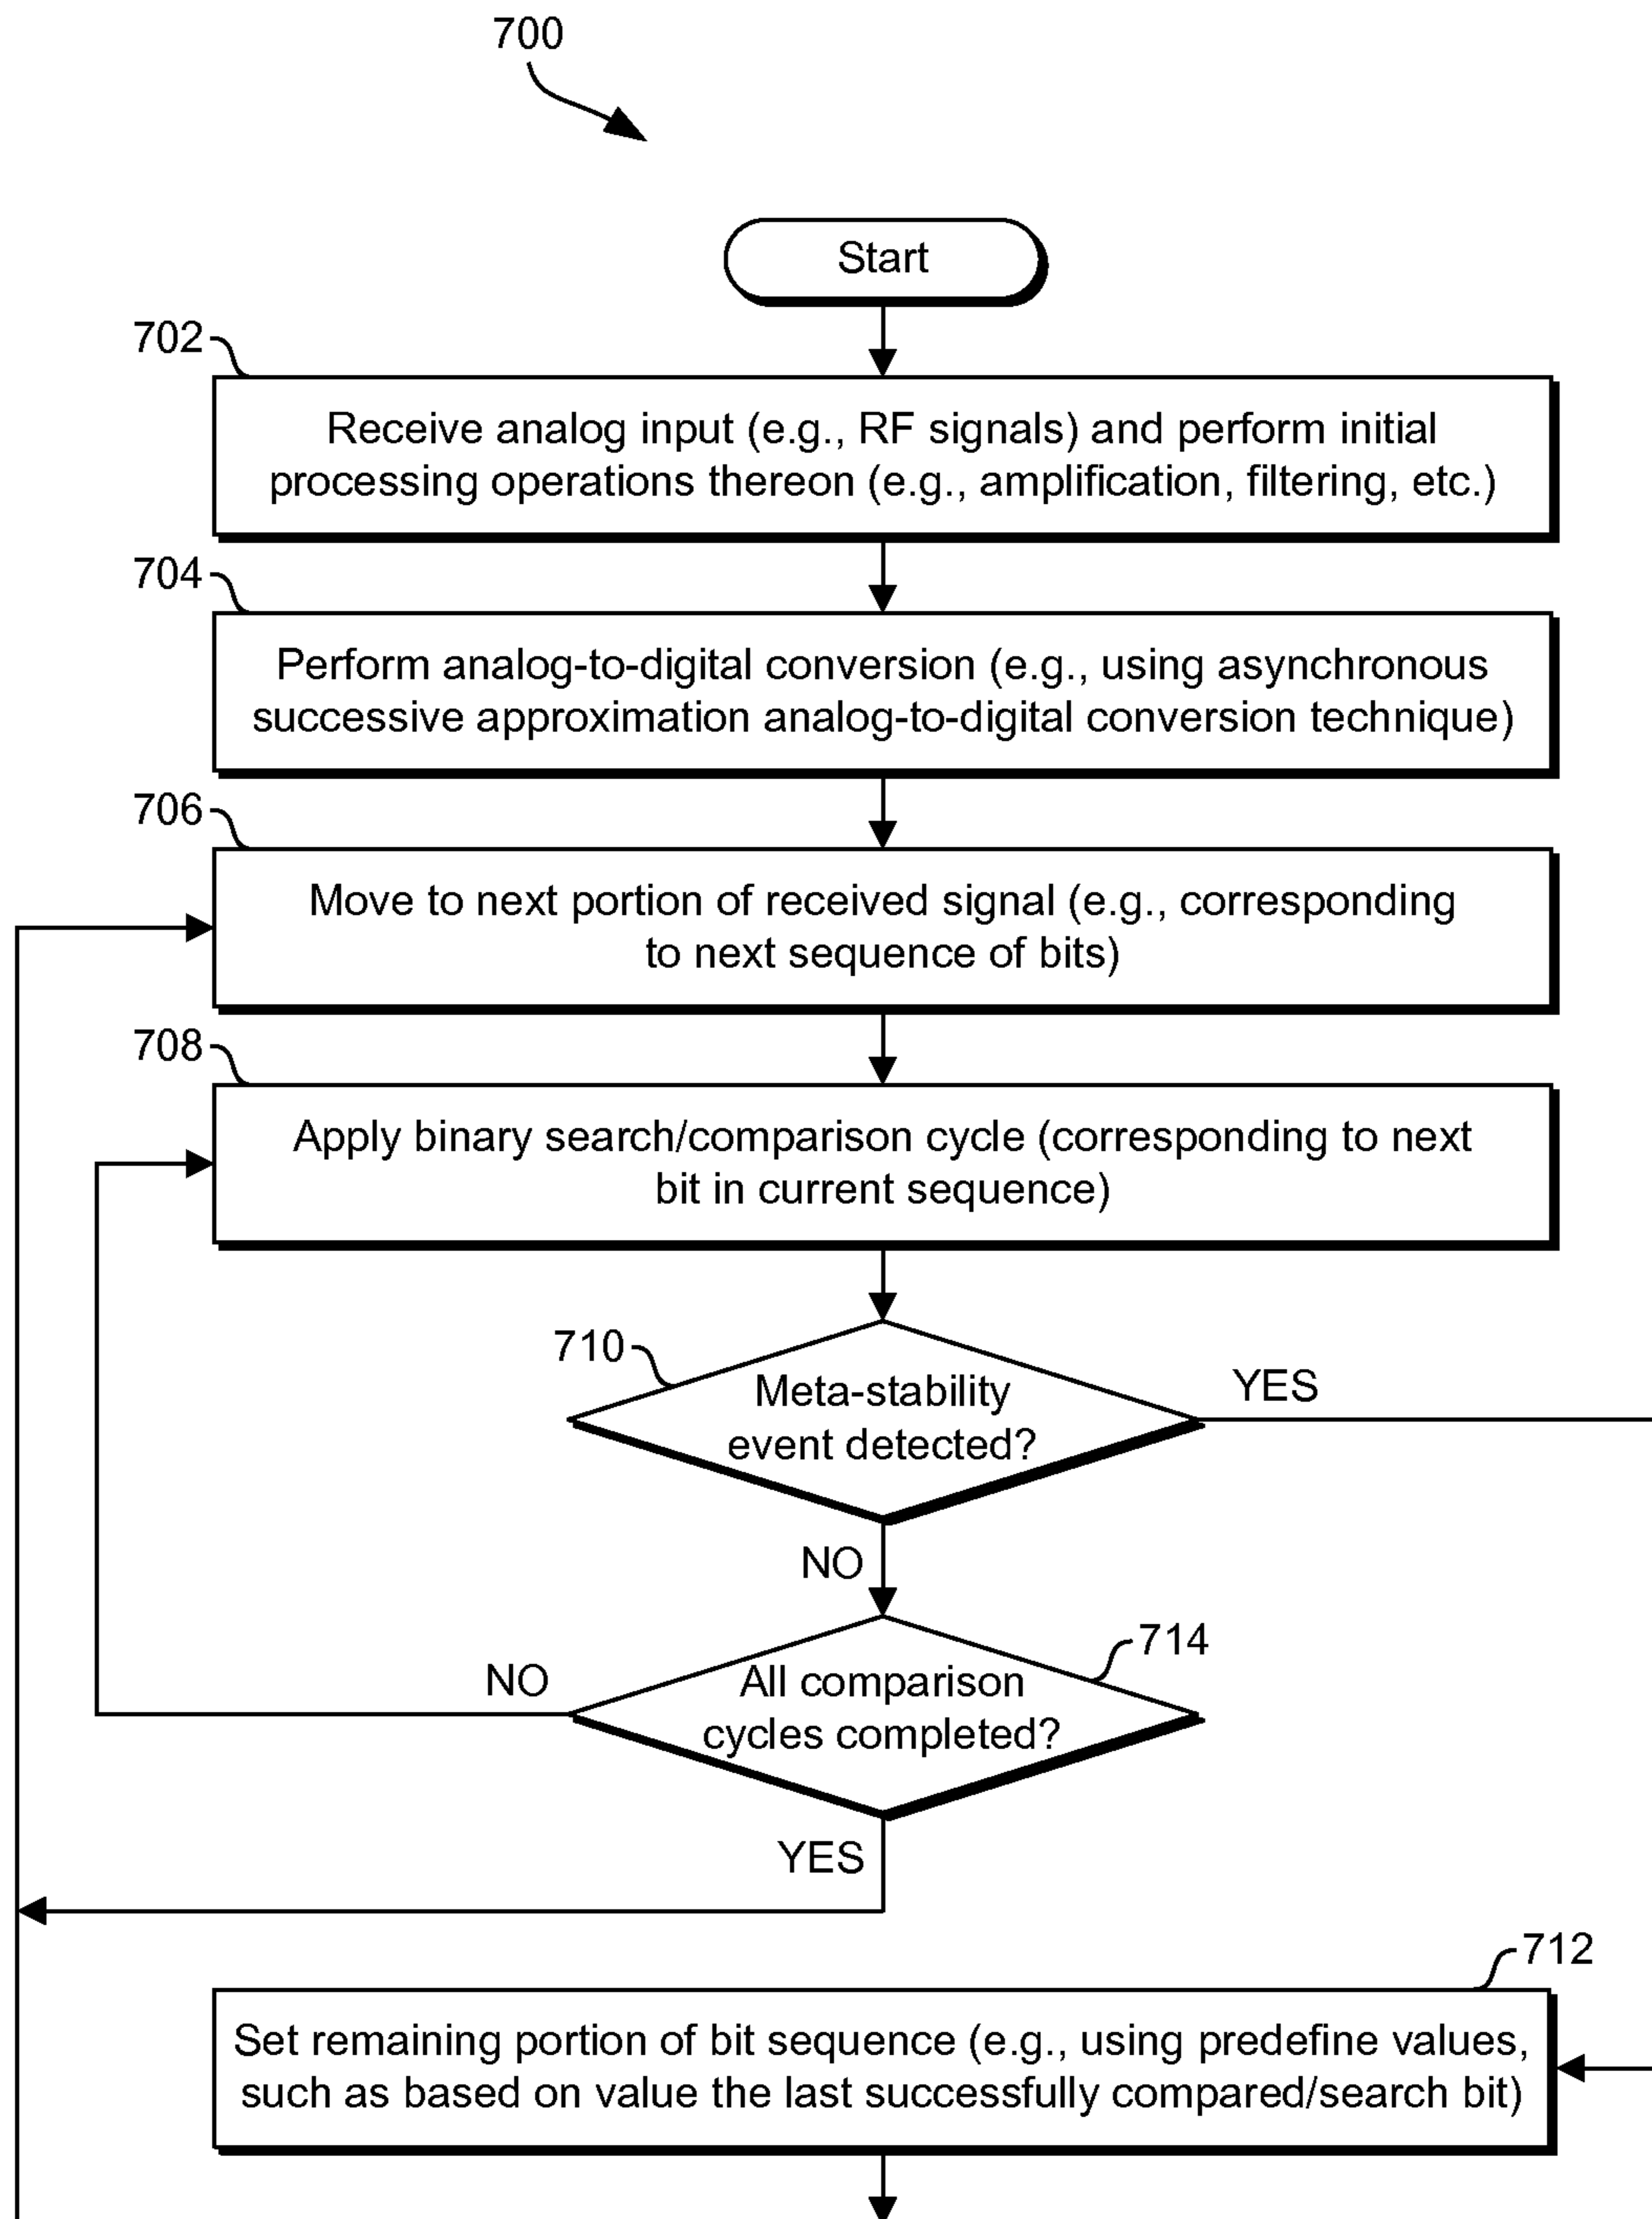 700
Start
702
Receive analog input (e.g., RF signals) and perform initial
processing operations thereon (e.g., amplification, filtering, etc.)
704
Perform analog-to-digital conversion (e.g., using asynchronous
successive approximation analog-to-digital conversion technique)
706
Move to next portion of received signal (e.g., corresponding
to next sequence of bits)
708
Apply binary search/comparison cycle (corresponding to next
bit in current sequence)
710
Meta-stability
event detected?
YES
NO
714
All comparison
cycles completed?
NO
YES
712
Set remaining portion of bit sequence (e.g., using predefine values,
such as based on value the last successfully compared/search bit)